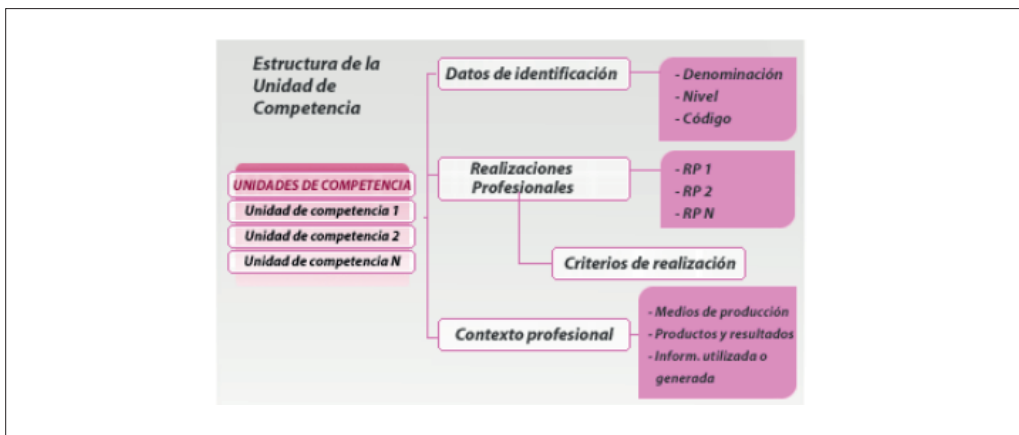 Estructura de la
Unidad de
Competencia
UNIDADES DE COMPETENCIA
Unidad de competencia 1
Unidad de competencia 2
Unidad de competencia N
Datos de identificación
- Denominación
- Nivel
- Código
Realizaciones
Profesionales
- RP 1
- RP 2
- RP N
Criterios de realización
Contexto profesional
- Medios de producción
- Productos y resultados
- Inform. utilizada o
generada